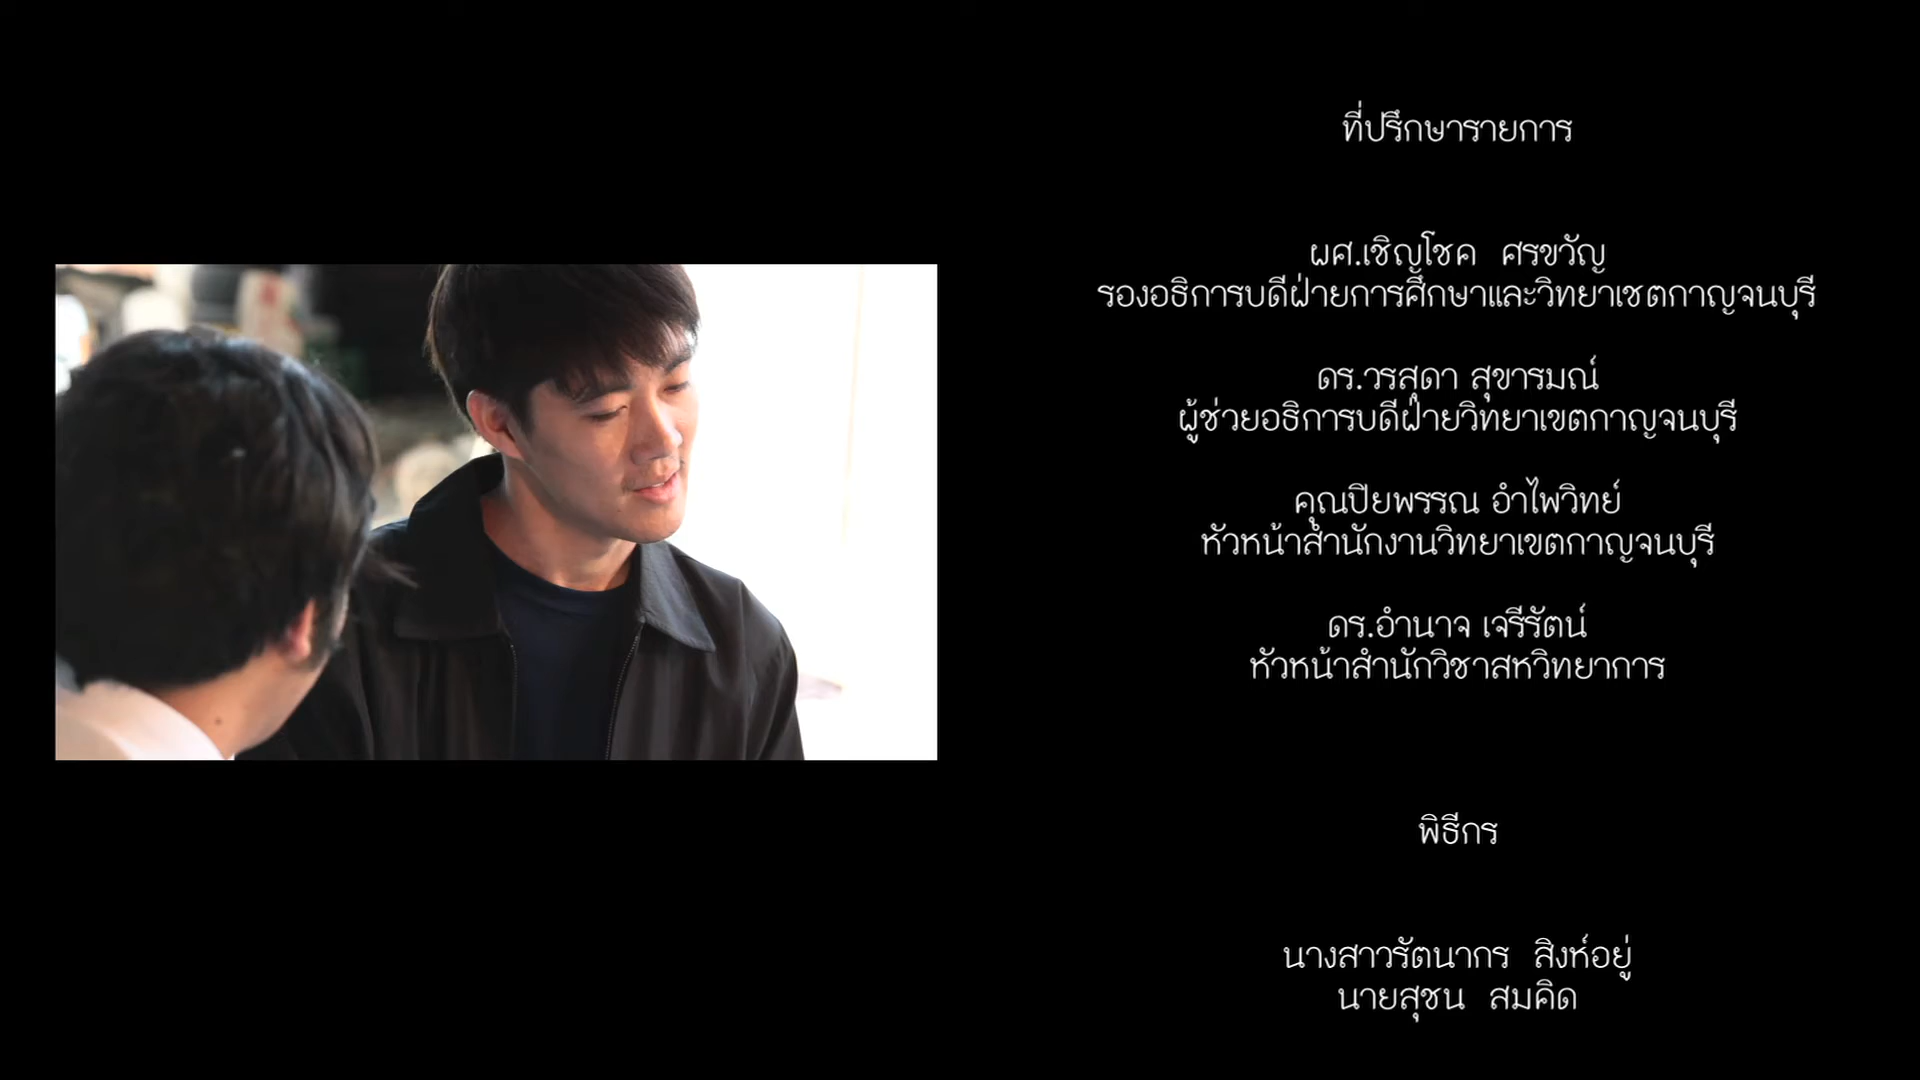 ที่ปรึกษารายการ
ผศ.เชิญโชค ศรขวัญ
รองอธิการบดีฝ่ายการศึกษาและวิทยาเชตกาญจนบุรี
ดร.วรสุดา สุขารมณ์
ผู้ช่วยอธิการบดีฝ่ายวิทยาเขตกาญจนบุรี
คุณปิยพรรณ อำไพวิทย์
หัวหน้าสำนักงานวิทยาเขตกาญจนบุรี
ดร.อำนาจ เจรีรัตน์
หัวหน้าสำนักวิชาสหวิทยาการ
พิธีกร
นางสาวรัตนากร สิงห์อยู่
นายสุชน สมคิด